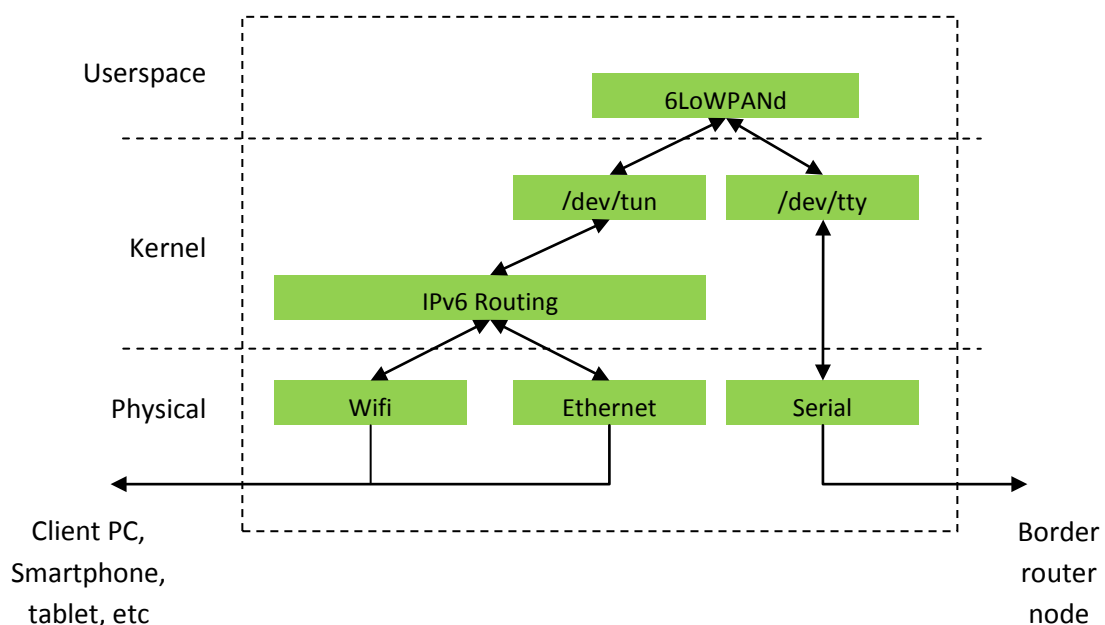 Userspace
6LoWPANd
/dev/tun
/dev/tty
Kernel
IPv6 Routing
Physical
Wifi
Ethernet
Serial
Client PC,
Smartphone,
tablet, etc
Border
router
node